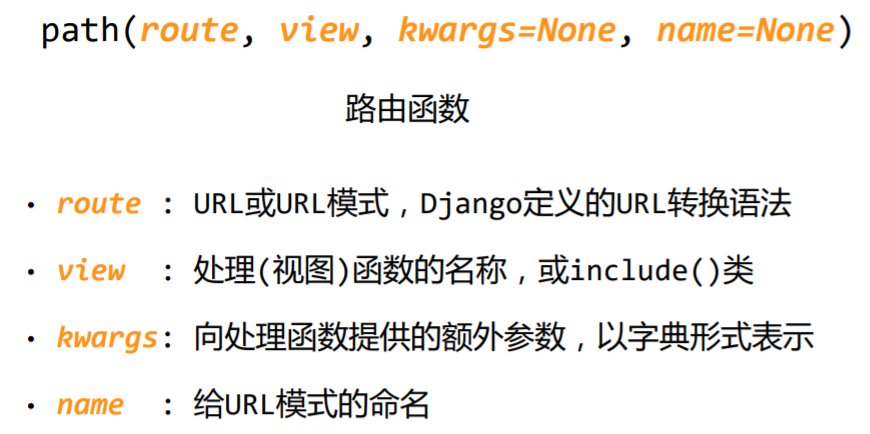 path(route, view, kwargs=None, name=None)
路由函数
• route : URL或URL模式，Django定义的URL转换语法
• view : 处理(视图)函数的名称，或include()类
• kwargs: 向处理函数提供的额外参数，以字典形式表示
• name : 给URL模式的命名